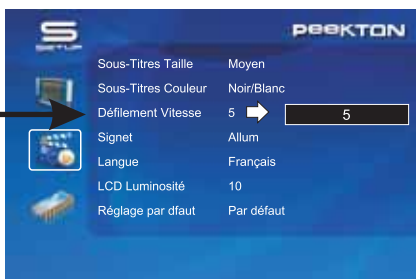 S
SETUP
PEEKTON
Sous-Titres Taille Moyen
Sous-Titres Couleur Noir/Blanc
Défilement Vitesse 5 5
Signet Allum
Langue Français
LCD Luminosité 10
Réglage par dfaut Par défaut